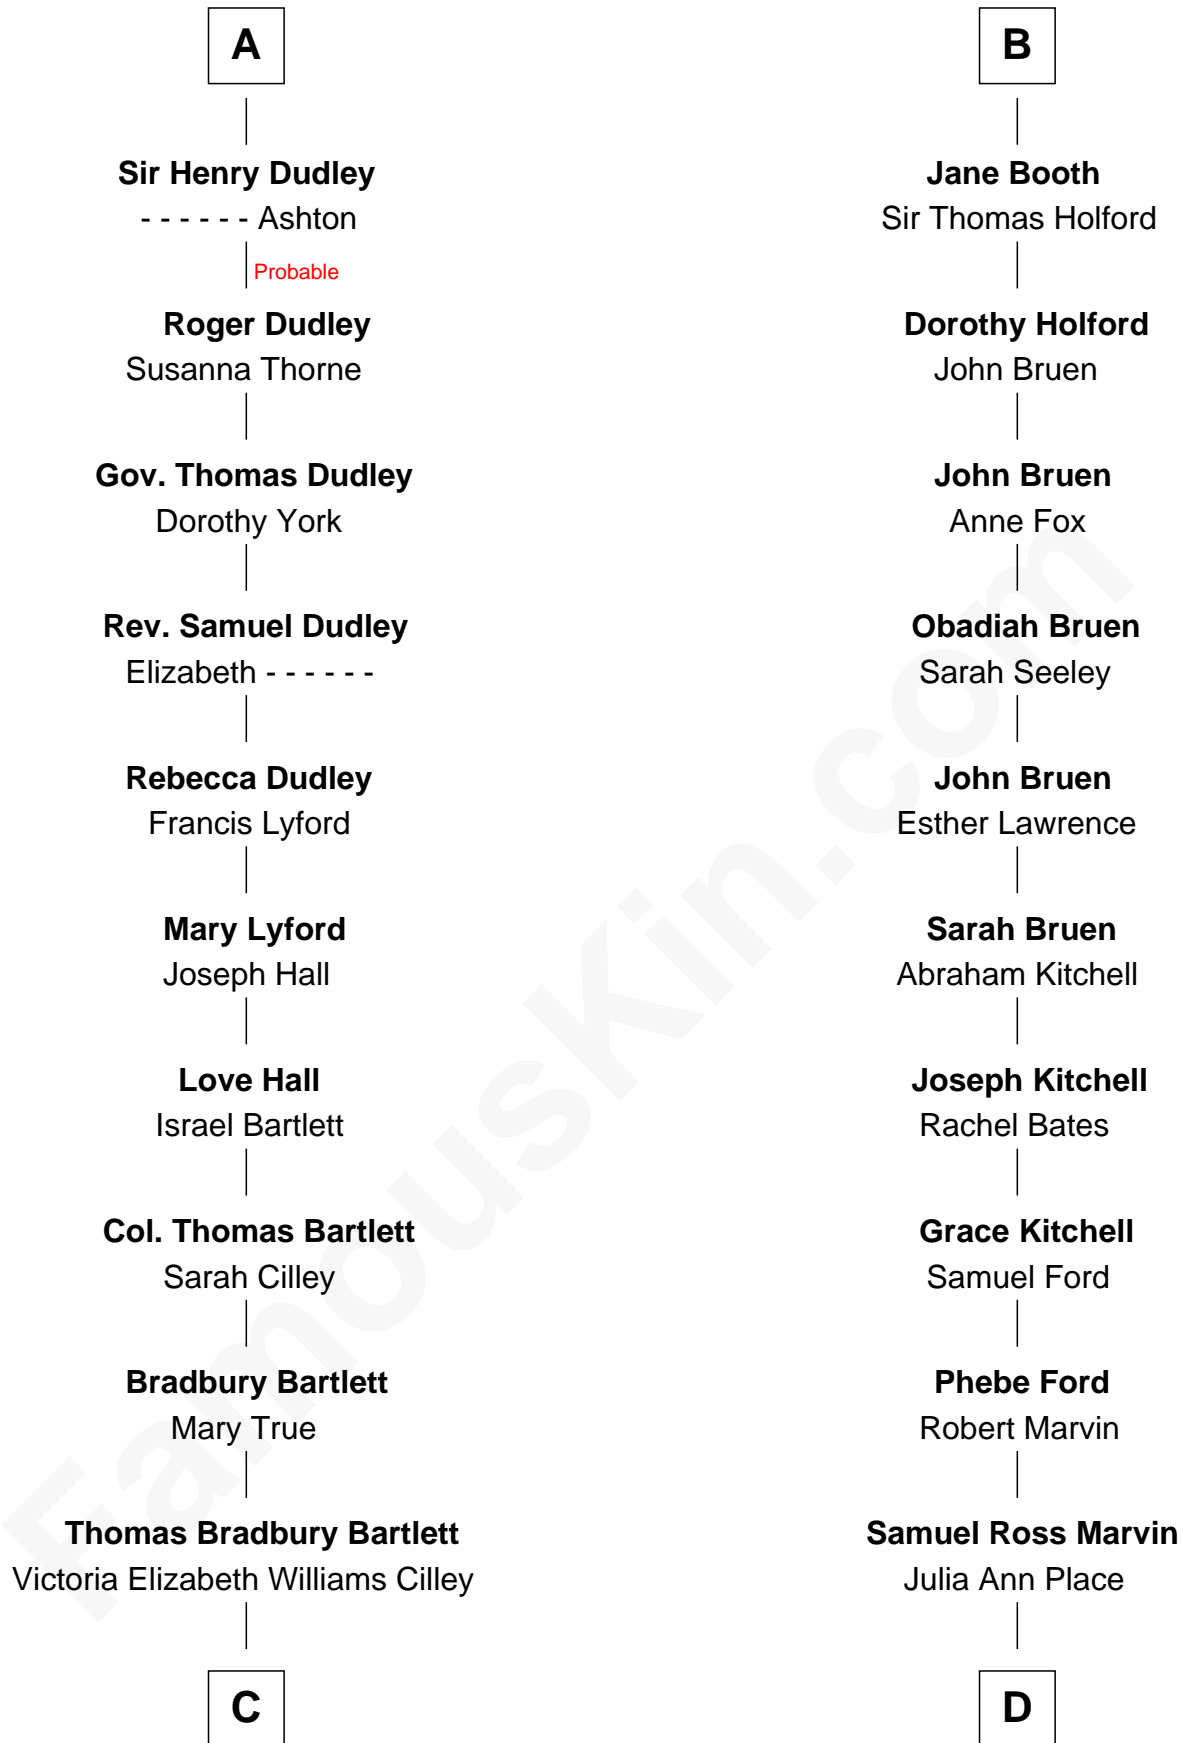 A
Sir Henry Dudley
- - - - - - Ashton
Probable
Roger Dudley
Susanna Thorne
Gov. Thomas Dudley
Dorothy York
Rev. Samuel Dudley
Elizabeth - - - - - -
Rebecca Dudley
Francis Lyford
Mary Lyford
Joseph Hall
Love Hall
Israel Bartlett
Col. Thomas Bartlett
Sarah Cilley
Bradbury Bartlett
Mary True
Thomas Bradbury Bartlett
Victoria Elizabeth Williams Cilley
C
B
Jane Booth
Sir Thomas Holford
Dorothy Holford
John Bruen
John Bruen
Anne Fox
Obadiah Bruen
Sarah Seeley
John Bruen
Esther Lawrence
Sarah Bruen
Abraham Kitchell
Joseph Kitchell
Rachel Bates
Grace Kitchell
Samuel Ford
Phebe Ford
Robert Marvin
Samuel Ross Marvin
Julia Ann Place
D
FamousKin.com